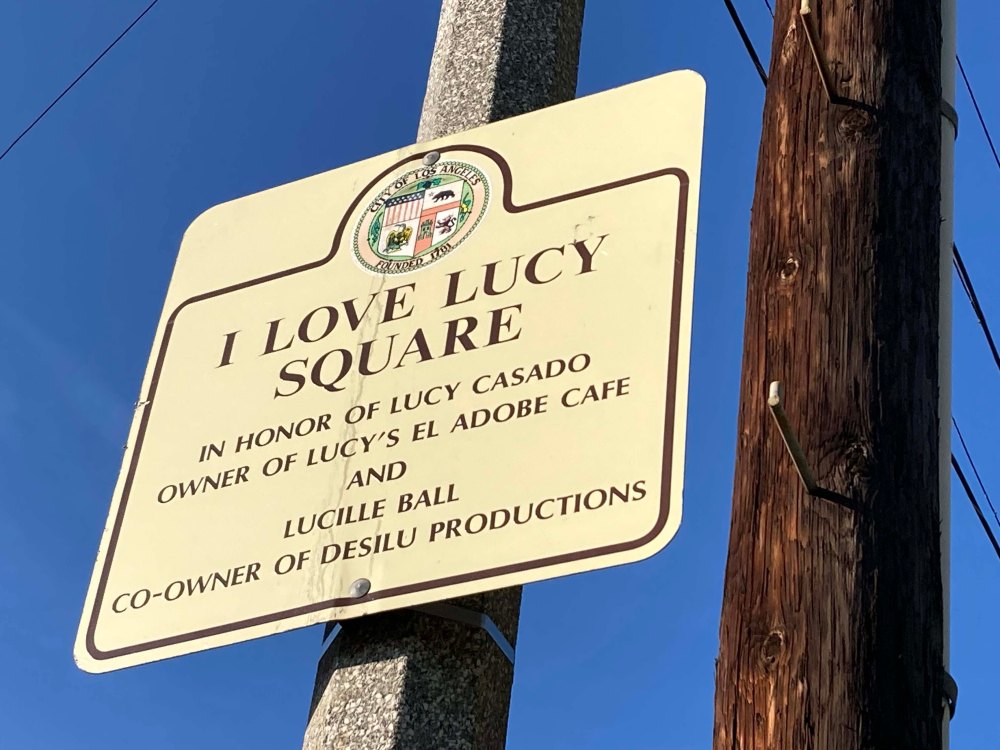 CITY OF LOS ANGELES
FOUNDED 1781
I LOVE LUCY
SQUARE
IN HONOR OF LUCY CASADO
OWNER OF LUCY'S EL ADOBE CAFE
AND
LUCILLE BALL
CO-OWNER OF DESILU PRODUCTIONS